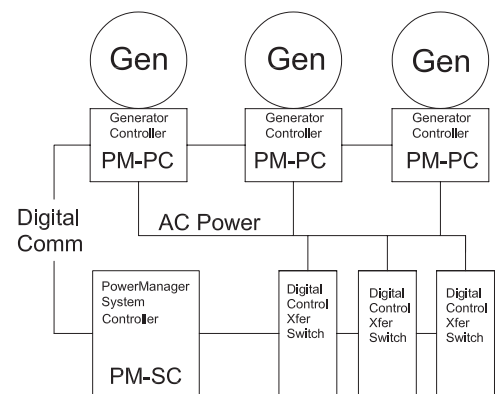 Gen
Gen
Gen
Generator
Controller
PM-PC
Generator
Controller
PM-PC
Generator
Controller
PM-PC
Digital
Comm
AC Power
PowerManager
System
Controller
PM-SC
Digital
Control
Xfer
Switch
Digital
Control
Xfer
Switch
Digital
Control
Xfer
Switch